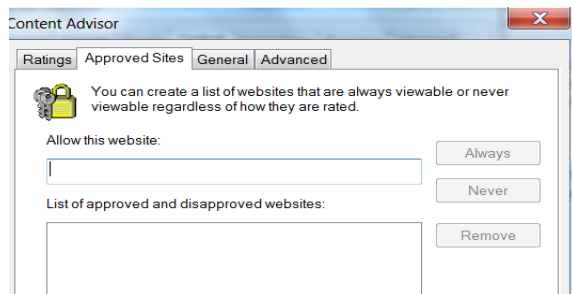 Content Advisor
Ratings Approved Sites General Advanced
You can create a list of websites that are always viewable or never
viewable regardless of how they are rated.
Allow this website:
Always
Never
List of approved and disapproved websites:
Remove